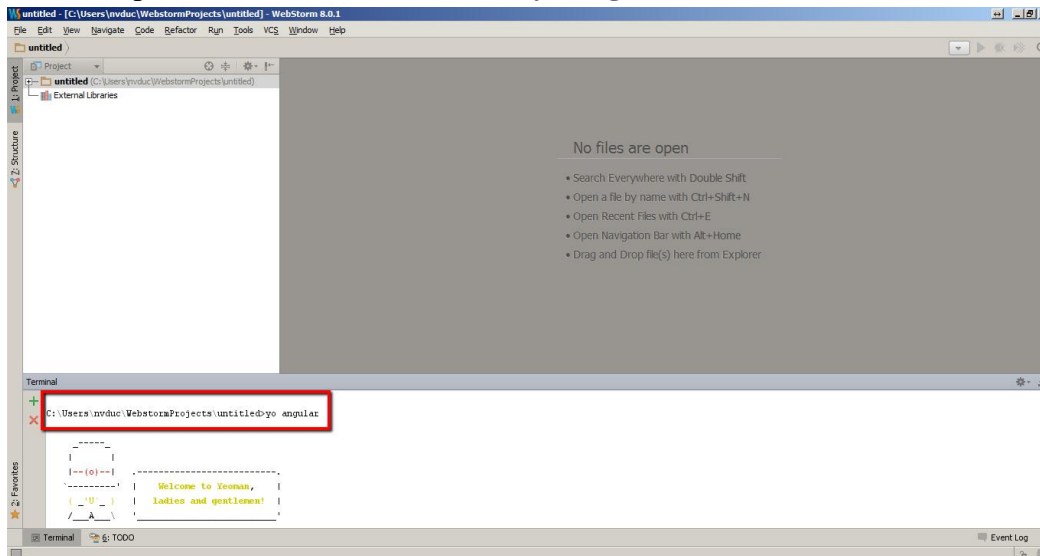 untitled - [C:\Users\nvduc\WebstormProjects\untitled] - WebStorm 8.0.1
File Edit View Navigate Code Refactor Run Tools VCS Window Help
untitled
1: Project
Z: Structure
2: Favorites
Project
untitled (C:\Users\nvduc\WebstormProjects\untitled)
External Libraries
No files are open
• Search Everywhere with Double Shift
• Open a file by name with Ctrl+Shift+N
• Open Recent Files with Ctrl+E
• Open Navigation Bar with Alt+Home
• Drag and Drop file(s) here from Explorer
Terminal
C:\Users\nvduc\WebstormProjects\untitled>yo angular
Welcome to Yeoman,
ladies and gentlemen!
Terminal 6: TODO Event Log